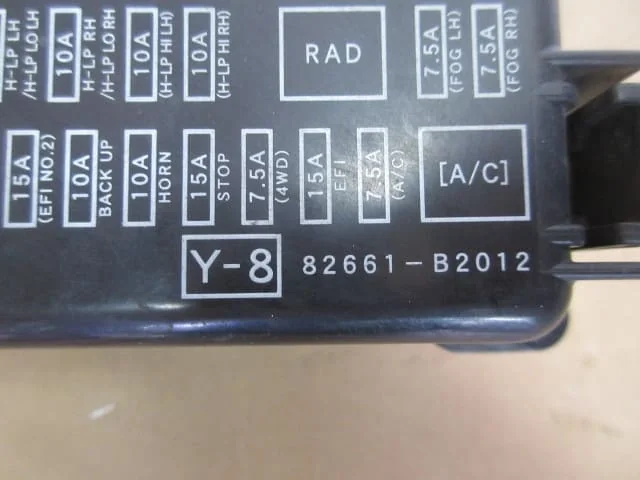 H-LP LH
/H-LP LO LH
10A
H-LP RH
/H-LP LO RH
10A
(H-LP HI LH)
10A
(H-LP HI RH)
RAD
7.5A
(FOG LH)
7.5A
(FOG RH)
15A
(EFI NO.2)
10A
BACK UP
10A
HORN
15A
STOP
7.5A
(4WD)
15A
EFI
7.5A
(A/C)
[A/C]
Y-8
82661-B2012